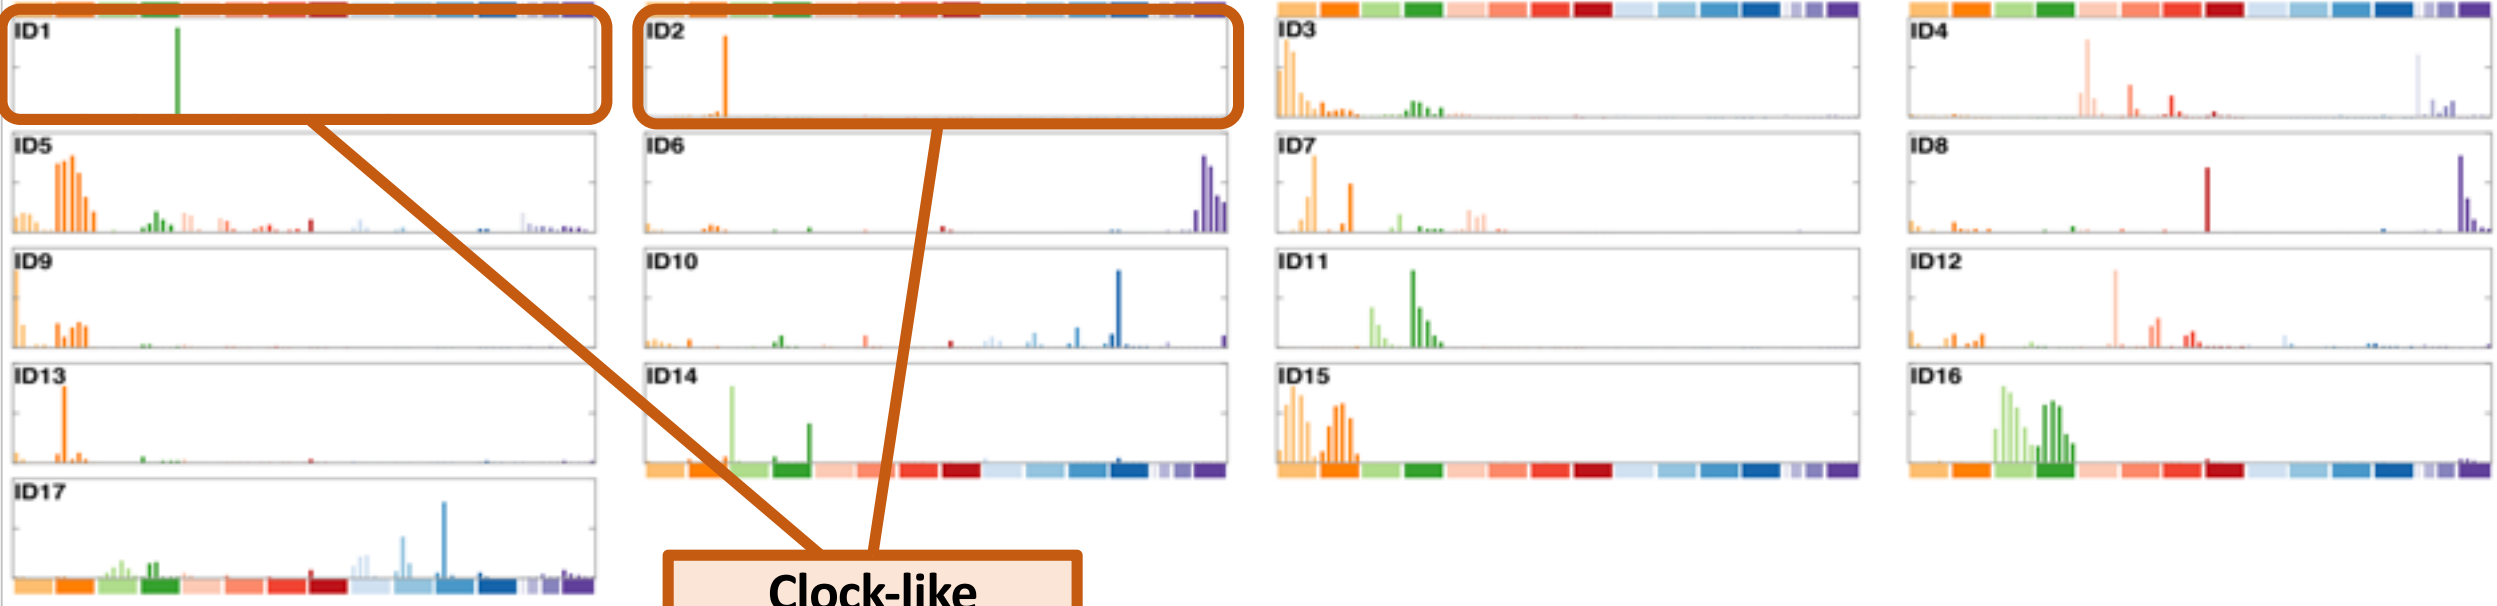 ID1
ID2
ID3
ID4
ID5
ID6
ID7
ID8
ID9
ID10
ID11
ID12
ID13
ID14
ID15
ID16
ID17
Clock-like